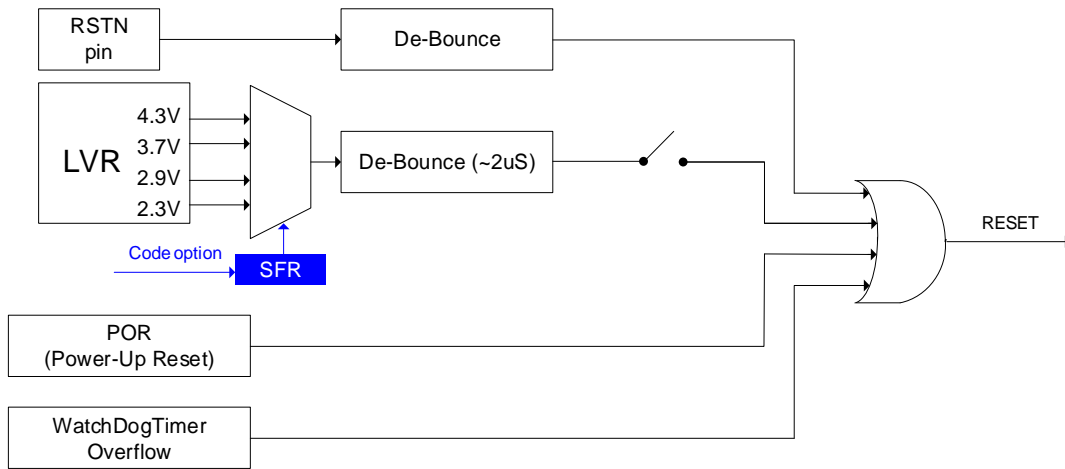 RSTN
pin
De-Bounce
LVR
4.3V
3.7V
2.9V
2.3V
De-Bounce (~2uS)
RESET
Code option
SFR
POR
(Power-Up Reset)
WatchDogTimer
Overflow